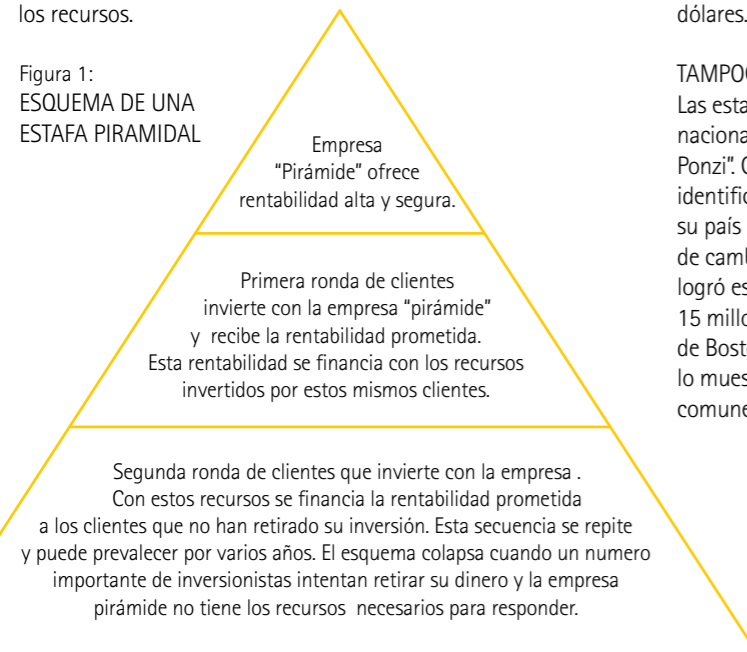 los recursos.
Figura 1:
ESQUEMA DE UNA
ESTAFA PIRAMIDAL
Empresa
“Pirámide” ofrece
rentabilidad alta y segura.
Primera ronda de clientes
invierte con la empresa “pirámide”
y recibe la rentabilidad prometida.
Esta rentabilidad se financia con los recursos
invertidos por estos mismos clientes.
Segunda ronda de clientes que invierte con la empresa .
Con estos recursos se financia la rentabilidad prometida
a los clientes que no han retirado su inversión. Esta secuencia se repite
y puede prevalecer por varios años. El esquema colapsa cuando un numero
importante de inversionistas intentan retirar su dinero y la empresa
pirámide no tiene los recursos necesarios para responder.
dólares.
Las esta
naciona
Ponzi”.
identific
su país
de
logró es
15 millo
de Bost
lo mues
comune